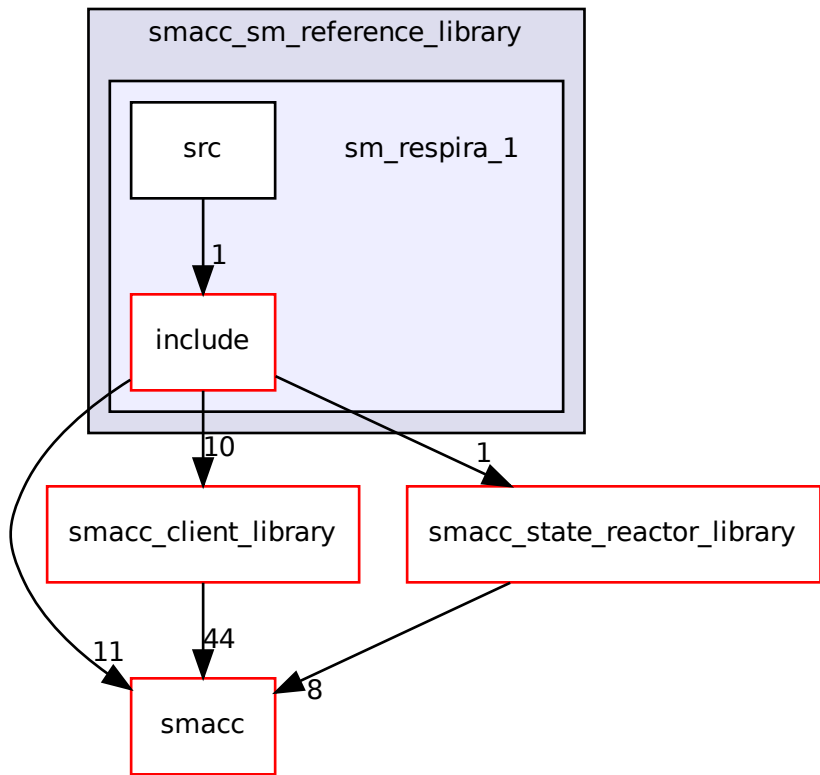 smacc_sm_reference_library
src
sm_respira_1
1
include
10
1
smacc_client_library
smacc_state_reactor_library
11
44
8
smacc